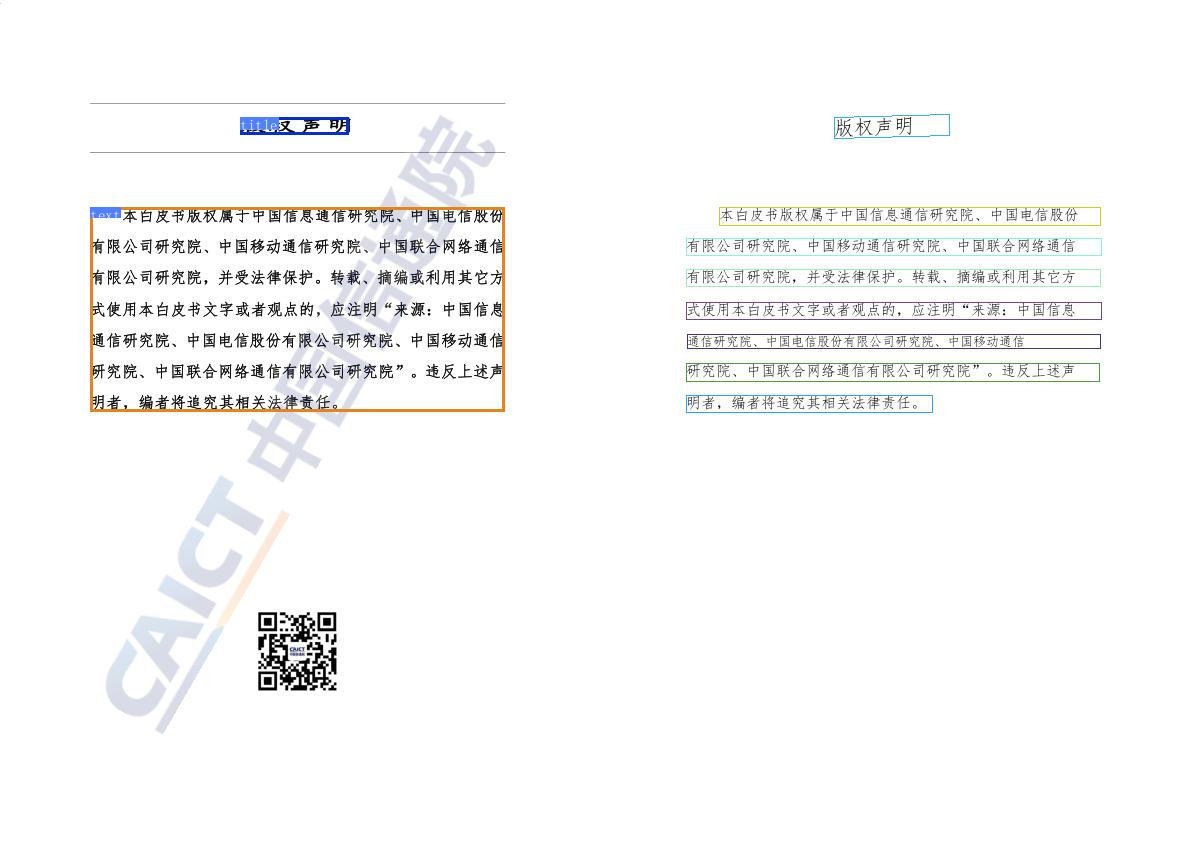 title
版权声明
text
本白皮书版权属于中国信息通信研究院、中国电信股份
有限公司研究院、中国移动通信研究院、中国联合网络通信
有限公司研究院，并受法律保护。转载、摘编或利用其它方
式使用本白皮书文字或者观点的，应注明“来源：中国信息
通信研究院、中国电信股份有限公司研究院、中国移动通信
研究院、中国联合网络通信有限公司研究院”。违反上述声
明者，编者将追究其相关法律责任。
CAICT 中国信通院
CAICT
版权声明
本白皮书版权属于中国信息通信研究院、中国电信股份
有限公司研究院、中国移动通信研究院、中国联合网络通信
有限公司研究院，并受法律保护。转载、摘编或利用其它方
式使用本白皮书文字或者观点的，应注明“来源：中国信息
通信研究院、中国电信股份有限公司研究院、中国移动通信
研究院、中国联合网络通信有限公司研究院”。违反上述声
明者，编者将追究其相关法律责任。